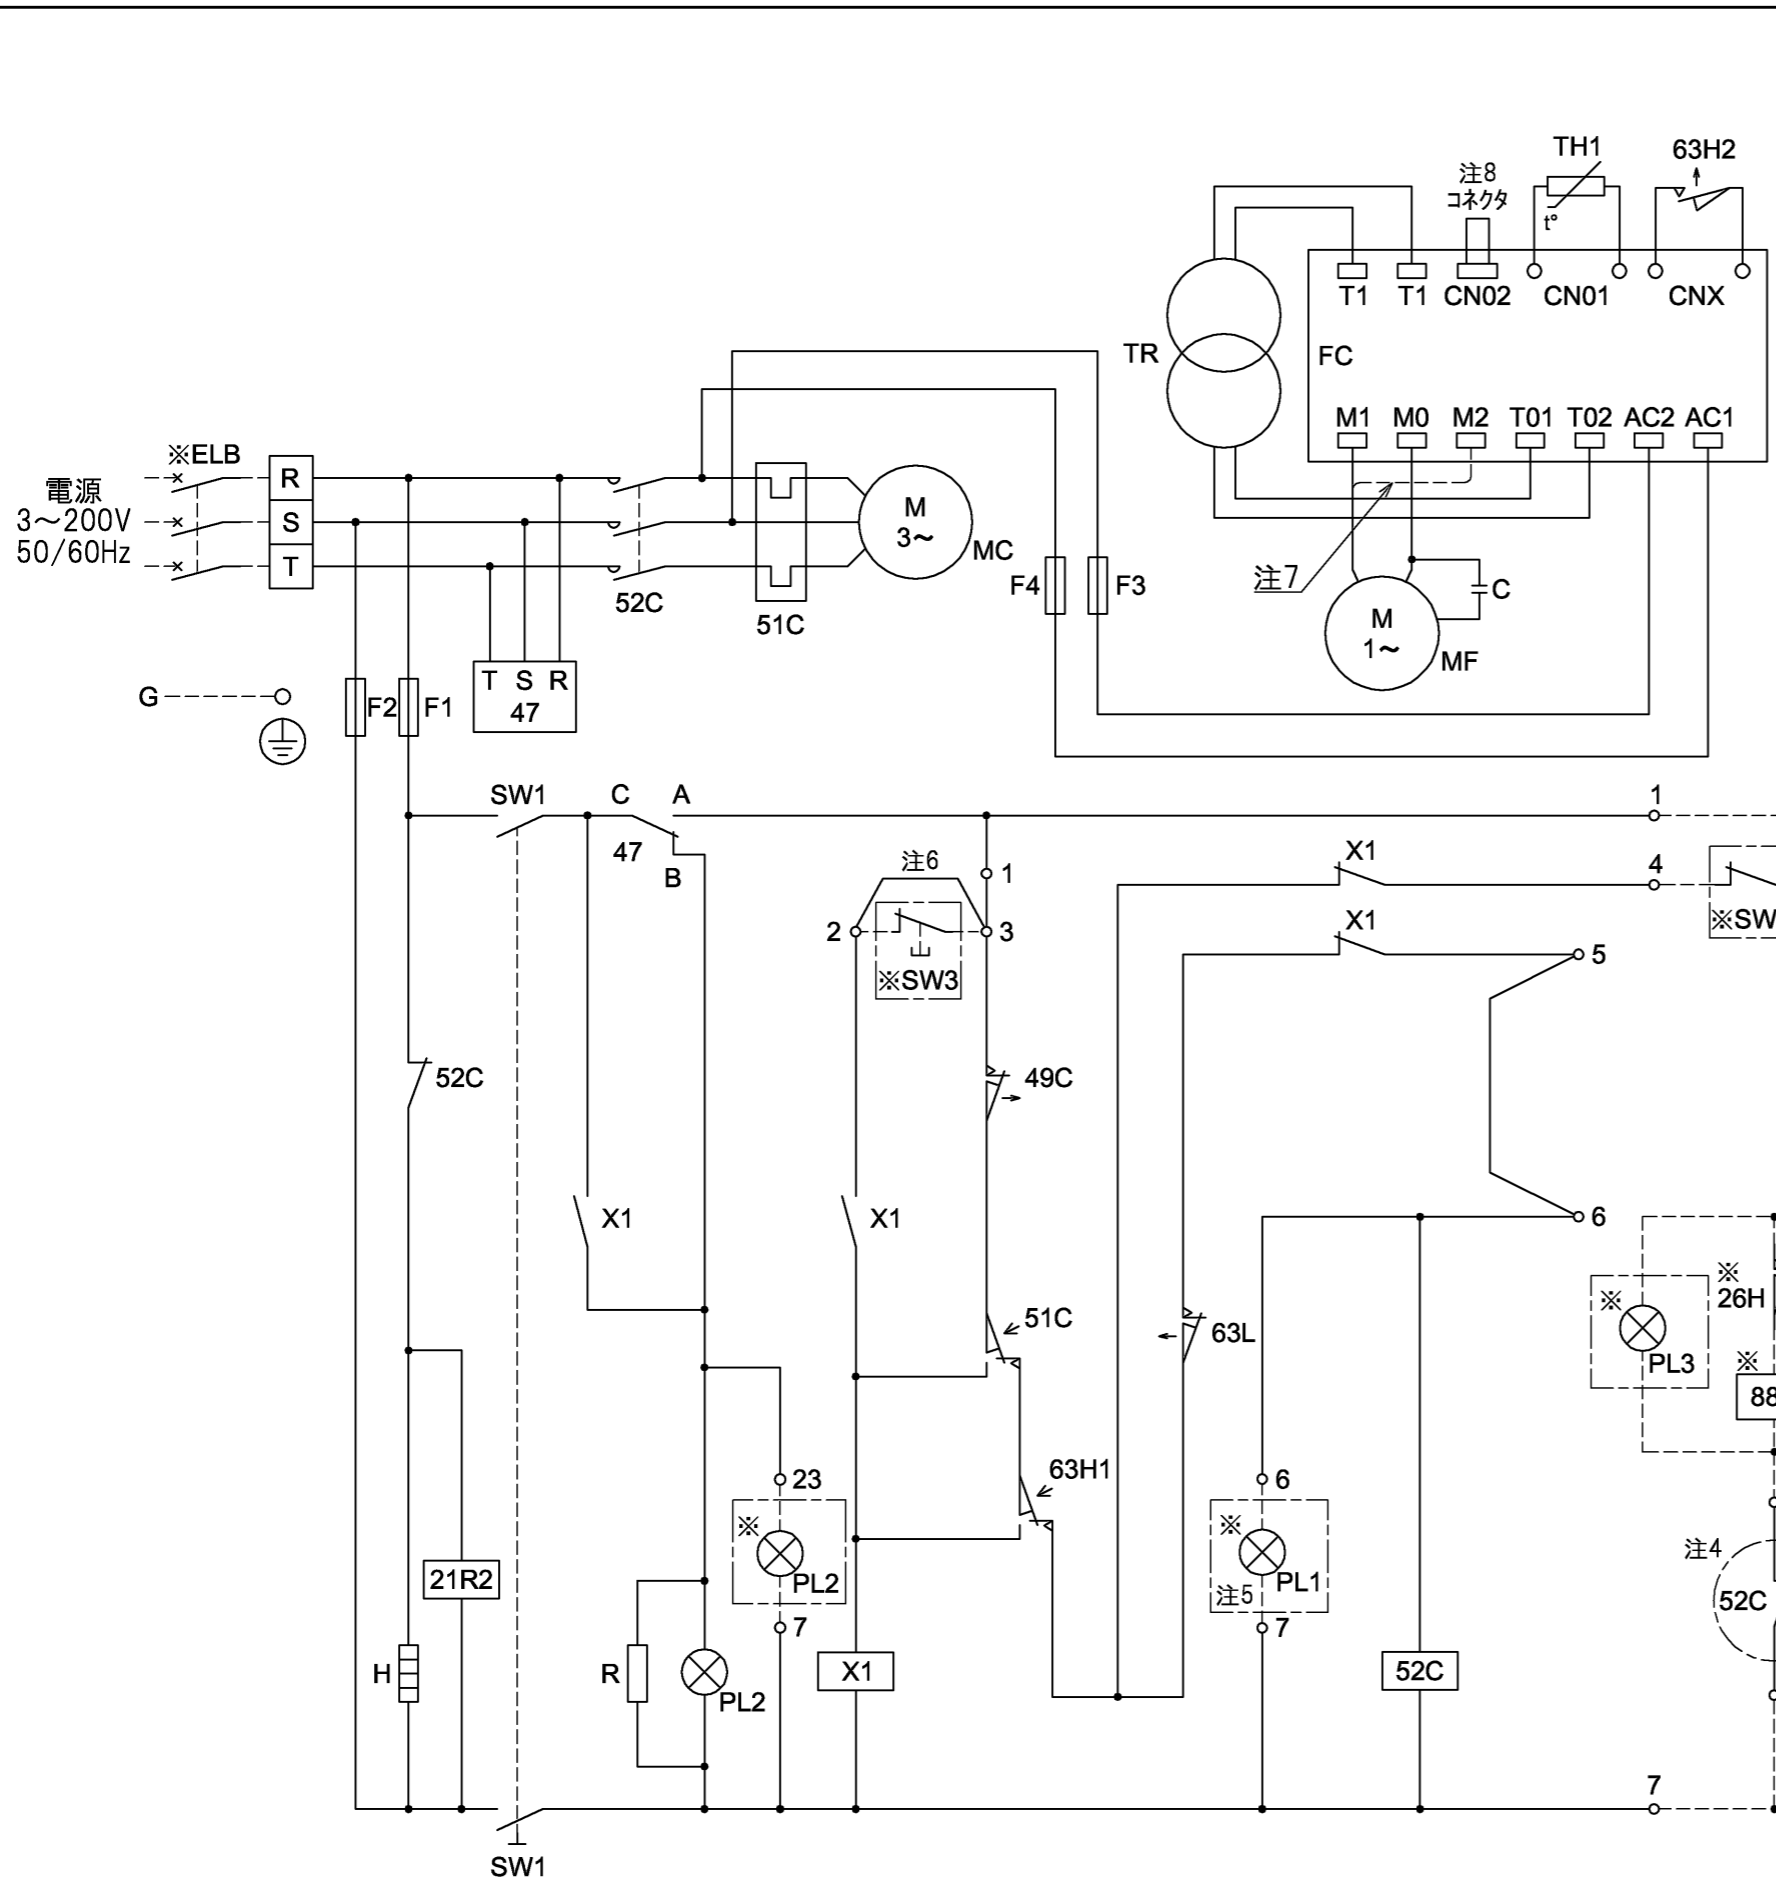 TH1
63H2
注8
コネクタ
t°
T1 T1 CN02 CN01 CNX
TR
FC
M1 M0 M2 T01 T02 AC2 AC1
※ELB
電源
3～200V
50/60Hz
R
S
T
52C
51C
M
3～
MC
F4
F3
注7
M
1～
MF
C
G
F2
F1
T S R
47
SW1
C
A
47
B
1
注6
1
2
3
※SW3
X1
4
※SW
X1
5
52C
49C
X1
X1
6
51C
63L
※
26H
※
PL3
※
88
63H1
23
6
※
PL2
※
PL1
注5
7
7
注4
52C
21R2
H
R
PL2
X1
52C
7
SW1